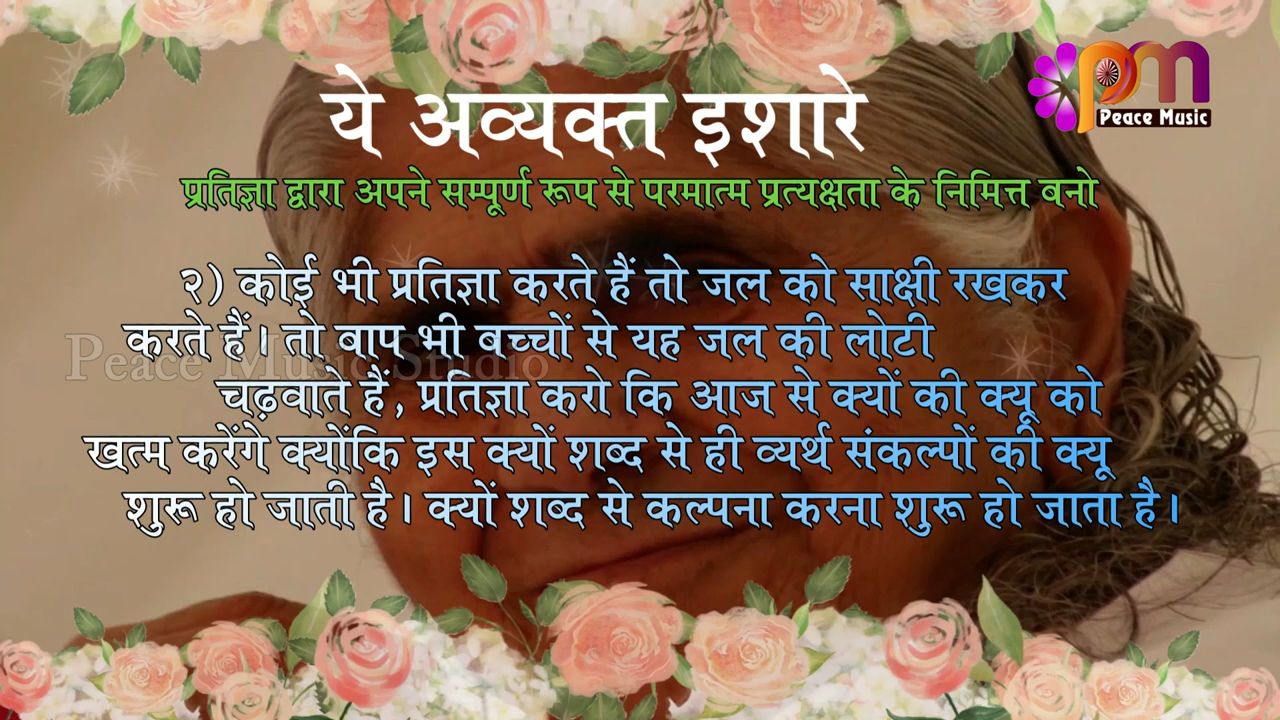 ये अव्यक्त इशारे
pm
Peace Music
प्रतिज्ञा द्वारा अपने सम्पूर्ण रूप से परमात्म प्रत्यक्षता के निमित्त बनो
२) कोई भी प्रतिज्ञा करते हैं तो जल को साक्षी रखकर
करते हैं। तो बाप भी बच्चों से यह जल की लोटी
Peace Music Studio
चढ़वाते हैं, प्रतिज्ञा करो कि आज से क्यों की क्यू को
खत्म करेंगे क्योंकि इस क्यों शब्द से ही व्यर्थ संकल्पों की क्यू
शुरू हो जाती है। क्यों शब्द से कल्पना करना शुरू हो जाता है।